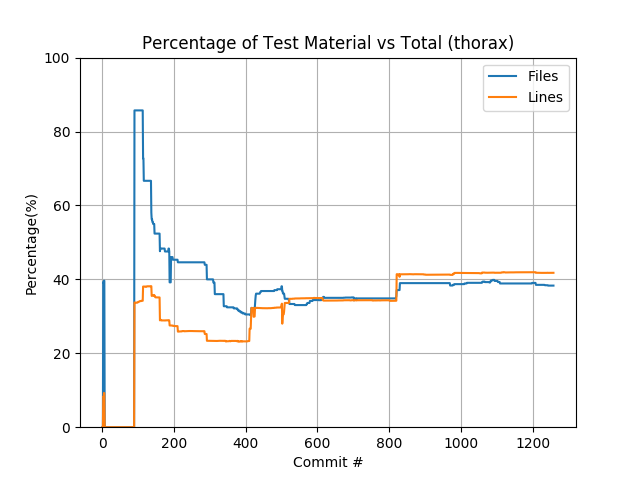 Percentage of Test Material vs Total (thorax)
Files
Lines
Percentage(%)
100
80
60
40
20
0
0 200 400 600 800 1000 1200
Commit #